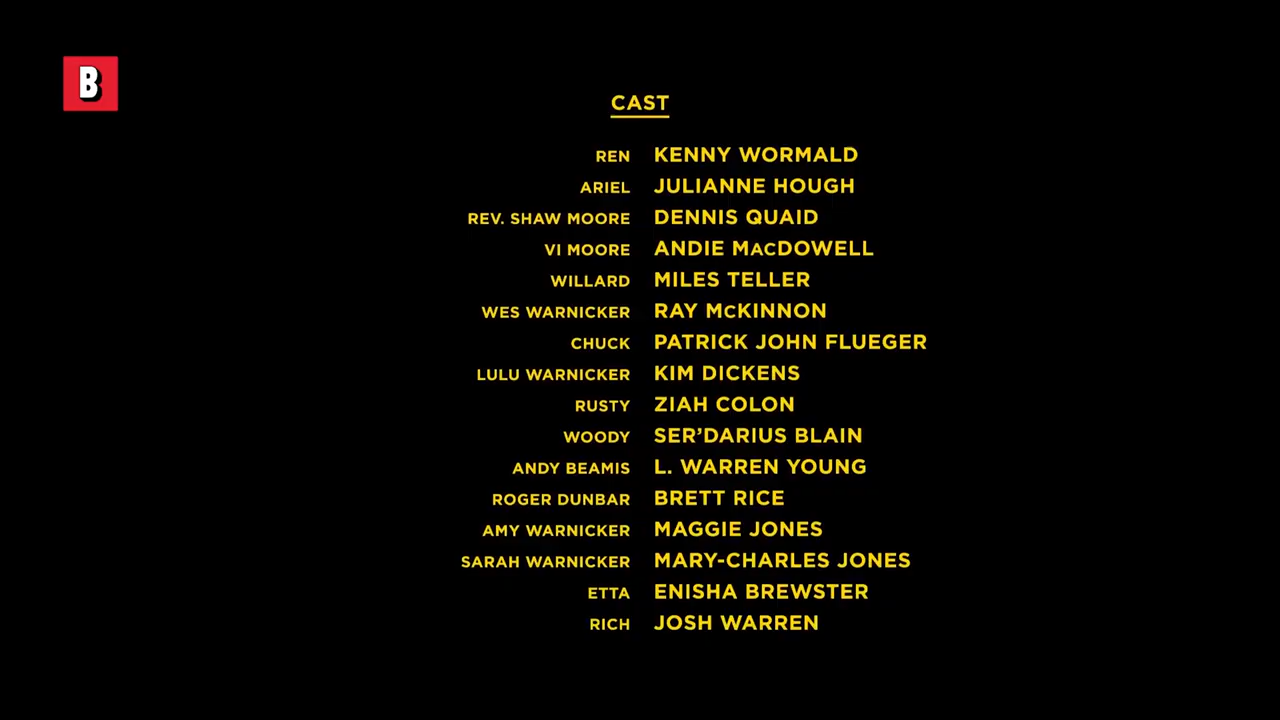 B
CAST
REN KENNY WORMALD
ARIEL JULIANNE HOUGH
REV. SHAW MOORE DENNIS QUAID
VI MOORE ANDIE MACDOWELL
WILLARD MILES TELLER
WES WARNICKER RAY MCKINNON
CHUCK PATRICK JOHN FLUEGER
LULU WARNICKER KIM DICKENS
RUSTY ZIAH COLON
WOODY SER’DARIUS BLAIN
ANDY BEAMIS L. WARREN YOUNG
ROGER DUNBAR BRETT RICE
AMY WARNICKER MAGGIE JONES
SARAH WARNICKER MARY-CHARLES JONES
ETTA ENISHA BREWSTER
RICH JOSH WARREN